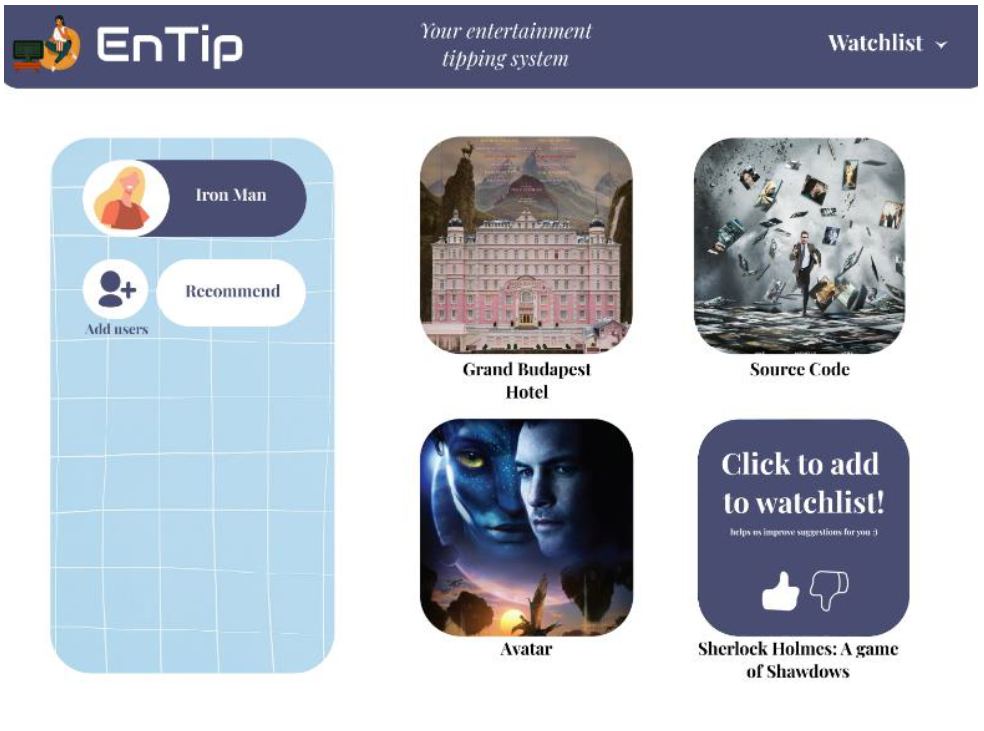 EnTip
Your entertainment
tipping system
Watchlist
Iron Man
Recommend
Add users
Grand Budapest
Hotel
Source Code
Avatar
Click to add
to watchlist!
helps us improve suggestions for you :)
Sherlock Holmes: A game
of Shawdows